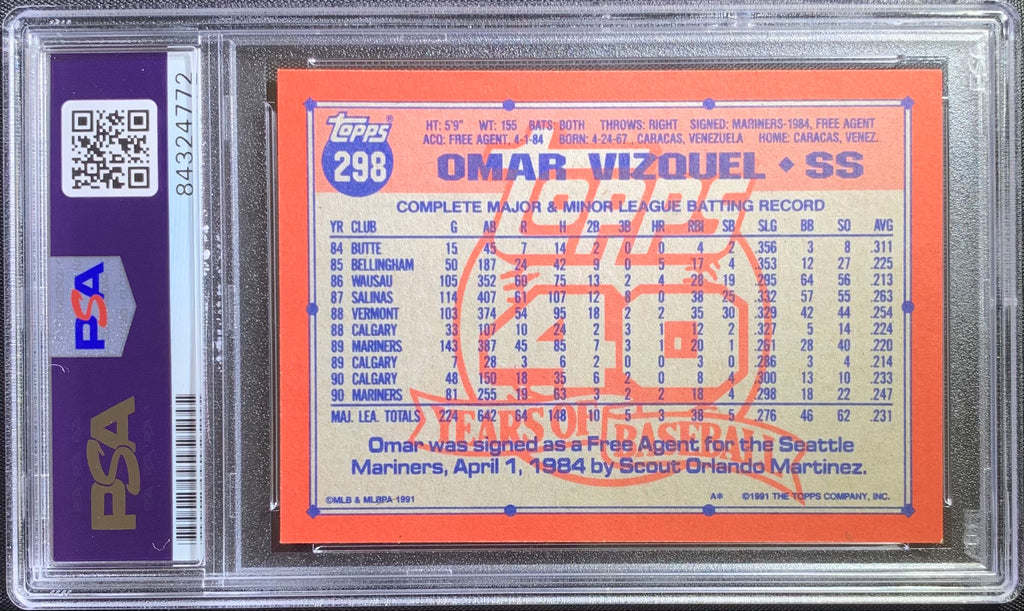 84324772
PSA
PSA
Topps®
298
HT: 5'9" WT: 155 BATS: BOTH THROWS: RIGHT SIGNED: MARINERS-1984, FREE AGENT
ACQ: FREE AGENT, 4-1-84 BORN: 4-24-67, CARACAS, VENEZUELA HOME: CARACAS, VENEZ.
OMAR VIZQUEL ◆ SS
TOPPS
40
YEARS OF BASEBALL
COMPLETE MAJOR & MINOR LEAGUE BATTING RECORD
YR CLUB G AB R H 2B 3B HR RBI SB SLG BB SO AVG
84 BUTTE 15 45 7 14 2 0 0 4 2 .356 3 8 .311
85 BELLINGHAM 50 187 24 42 9 0 5 17 4 .353 12 27 .225
86 WAUSAU 105 352 60 75 13 2 4 28 19 .295 64 56 .213
87 SALINAS 114 407 61 107 12 8 0 38 25 .332 57 55 .263
88 VERMONT 103 374 54 95 18 2 2 35 30 .329 42 44 .254
88 CALGARY 33 107 10 24 2 3 1 12 2 .327 5 14 .224
89 MARINERS 143 387 45 85 7 3 1 20 1 .261 28 40 .220
89 CALGARY 7 28 3 6 2 0 0 3 0 .286 3 4 .214
90 CALGARY 48 150 18 35 6 2 0 8 4 .300 13 10 .233
90 MARINERS 81 255 19 63 3 2 2 18 4 .298 18 22 .247
MAJ. LEA. TOTALS 224 642 64 148 10 5 3 38 5 .276 46 62 .231
Omar was signed as a Free Agent for the Seattle
Mariners, April 1, 1984 by Scout Orlando Martinez.
©MLB & MLBPA 1991 A* ©1991 THE TOPPS COMPANY, INC.